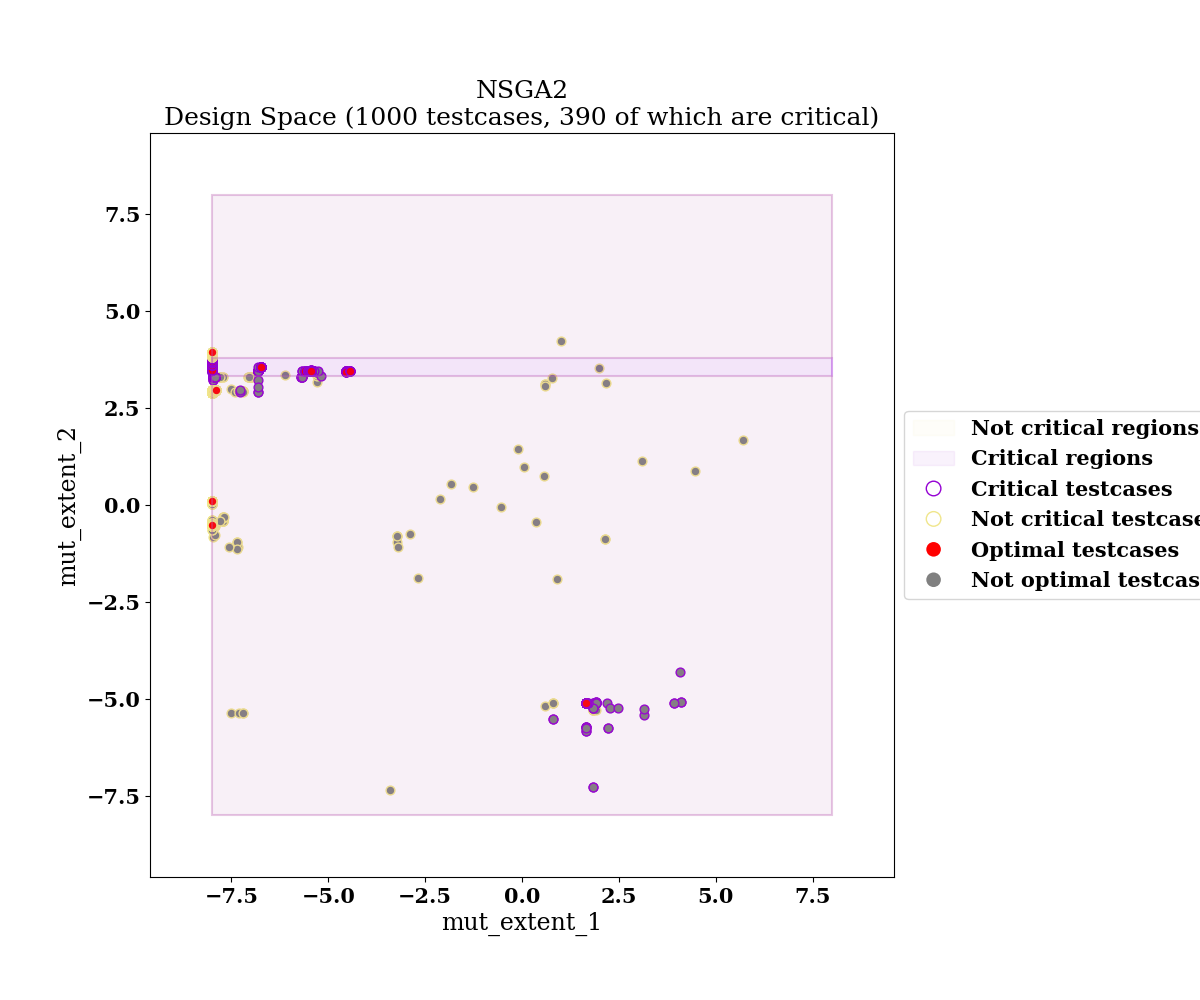 NSGA2
Design Space (1000 testcases, 390 of which are critical)
7.5
5.0
2.5
0.0
−2.5
−5.0
−7.5
mut_extent_2
−7.5
−5.0
−2.5
0.0
2.5
5.0
7.5
mut_extent_1
Not critical regions
Critical regions
Critical testcases
Not critical testcase
Optimal testcases
Not optimal testcas